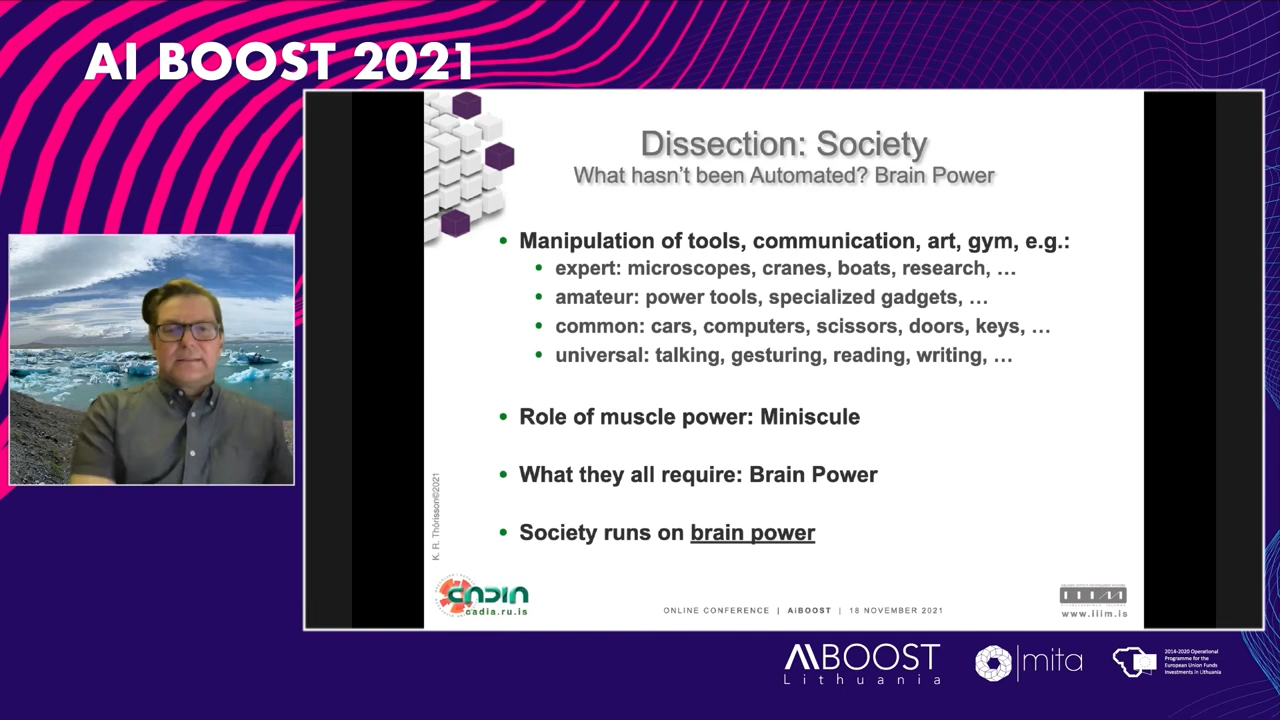 AI BOOST 2021
Dissection: Society
What hasn't been Automated? Brain Power
• Manipulation of tools, communication, art, gym, e.g.:
• expert: microscopes, cranes, boats, research, …
• amateur: power tools, specialized gadgets, …
• common: cars, computers, scissors, doors, keys, …
• universal: talking, gesturing, reading, writing, …
• Role of muscle power: Miniscule
• What they all require: Brain Power
• Society runs on brain power
K. R. Thórisson©2021
cadia.ru.is
ONLINE CONFERENCE | AiBOOST | 18 NOVEMBER 2021
IIIM
www.iiim.is
AIBOOST
Lithuania
mita
2014-2020 Operational
Programme for the
European Union Funds
Investments in Lithuania